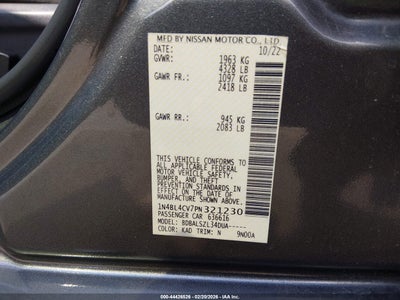 MFD BY NISSAN MOTOR CO., LTD.
DATE: 10/22
GVWR: 1963 KG
4328 LB
GAWR FR: 1097 KG
2418 LB
GAWR RR: 945 KG
2083 LB
THIS VEHICLE CONFORMS TO ALL
APPLICABLE FEDERAL MOTOR VEHICLE SAFETY,
BUMPER, AND THEFT PREVENTION
STANDARDS IN EFFECT ON THE DATE OF
MANUFACTURE SHOWN ABOVE.
1N4BL4CV7PN321230
PASSENGER CAR 636616
MODEL: BDBALSZL34DUA-----
COLOR: KAD TRIM: N 9N00A
000-44426526 - 02/20/2026 - IAAI.COM